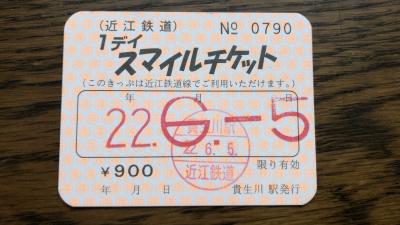 (近江鉄道) № 0790
1デイ
スマイルチケット
(このきっぷは近江鉄道線でご利用いただけます。)
年 月 日
22.6.-5
貴生川駅
22.6.5.
近江鉄道
限り有効
¥900
年 月 日 貴生川 駅発行